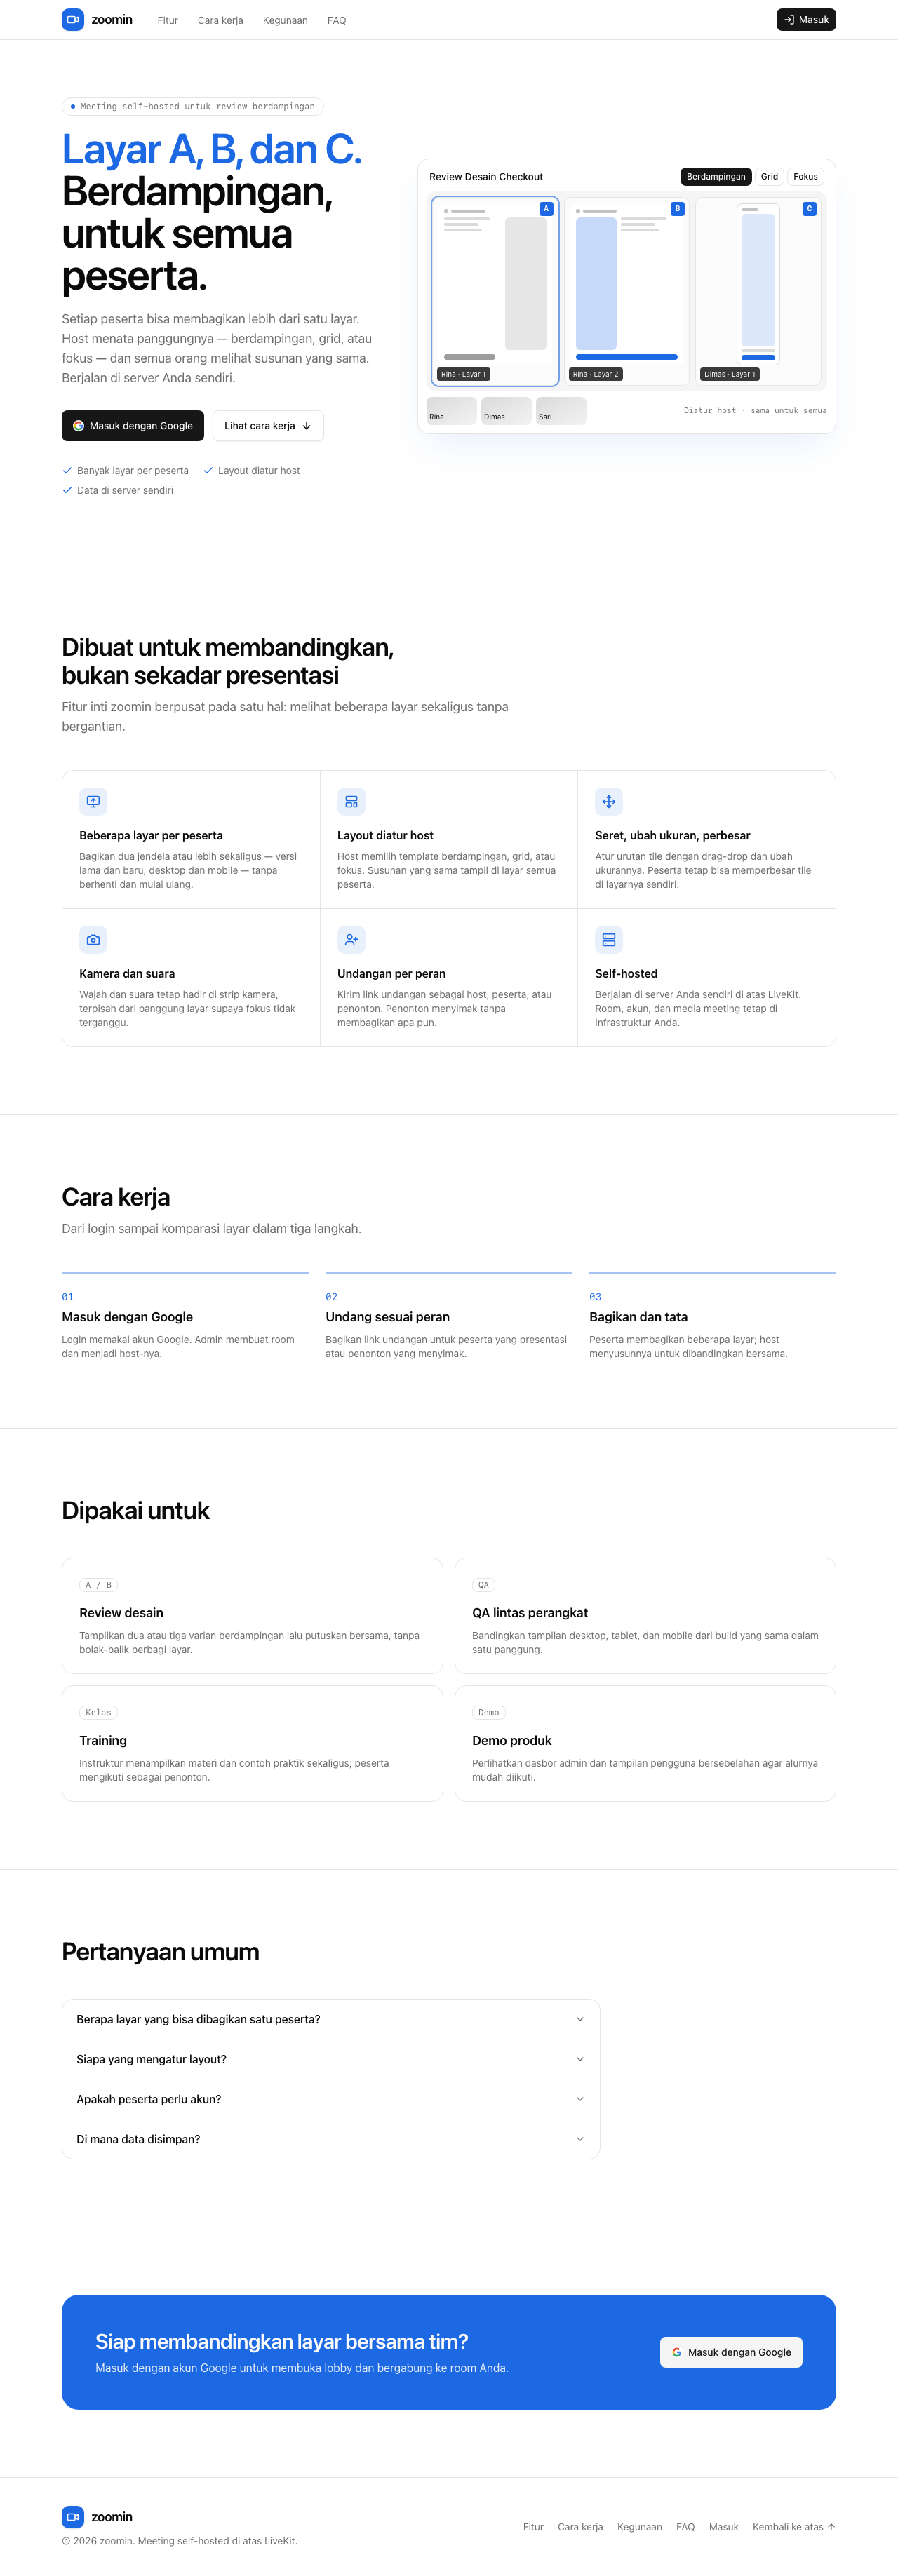 zoomin
Fitur
Cara kerja
Kegunaan
FAQ
Masuk
Meeting self-hosted untuk review berdampingan
Layar A, B, dan C.
Berdampingan,
untuk semua
peserta.
Setiap peserta bisa membagikan lebih dari satu layar.
Host menata panggungnya — berdampingan, grid, atau
fokus — dan semua orang melihat susunan yang sama.
Berjalan di server Anda sendiri.
Masuk dengan Google
Lihat cara kerja
Banyak layar per peserta
Layout diatur host
Data di server sendiri
Review Desain Checkout
Berdampingan
Grid
Fokus
A
B
C
Rina · Layar 1
Rina · Layar 2
Dimas · Layar 1
Rina
Dimas
Sari
Diatur host · sama untuk semua
Dibuat untuk membandingkan,
bukan sekadar presentasi
Fitur inti zoomin berpusat pada satu hal: melihat beberapa layar sekaligus tanpa
bergantian.
Beberapa layar per peserta
Bagikan dua jendela atau lebih sekaligus — versi
lama dan baru, desktop dan mobile — tanpa
berhenti dan mulai ulang.
Layout diatur host
Host memilih template berdampingan, grid, atau
fokus. Susunan yang sama tampil di layar semua
peserta.
Seret, ubah ukuran, perbesar
Atur urutan tile dengan drag-drop dan ubah
ukurannya. Peserta tetap bisa memperbesar tile
di layarnya sendiri.
Kamera dan suara
Wajah dan suara tetap hadir di strip kamera,
terpisah dari panggung layar supaya fokus tidak
terganggu.
Undangan per peran
Kirim link undangan sebagai host, peserta, atau
penonton. Penonton menyimak tanpa
membagikan apa pun.
Self-hosted
Berjalan di server Anda sendiri di atas LiveKit.
Room, akun, dan media meeting tetap di
infrastruktur Anda.
Cara kerja
Dari login sampai komparasi layar dalam tiga langkah.
01
Masuk dengan Google
Login memakai akun Google. Admin membuat room
dan menjadi host-nya.
02
Undang sesuai peran
Bagikan link undangan untuk peserta yang presentasi
atau penonton yang menyimak.
03
Bagikan dan tata
Peserta membagikan beberapa layar; host
menyusunnya untuk dibandingkan bersama.
Dipakai untuk
A / B
Review desain
Tampilkan dua atau tiga varian berdampingan lalu putuskan bersama, tanpa
bolak-balik berbagi layar.
QA
QA lintas perangkat
Bandingkan tampilan desktop, tablet, dan mobile dari build yang sama dalam
satu panggung.
Kelas
Training
Instruktur menampilkan materi dan contoh praktik sekaligus; peserta
mengikuti sebagai penonton.
Demo
Demo produk
Perlihatkan dasbor admin dan tampilan pengguna bersebelahan agar alurnya
mudah diikuti.
Pertanyaan umum
Berapa layar yang bisa dibagikan satu peserta?
Siapa yang mengatur layout?
Apakah peserta perlu akun?
Di mana data disimpan?
Siap membandingkan layar bersama tim?
Masuk dengan akun Google untuk membuka lobby dan bergabung ke room Anda.
Masuk dengan Google
zoomin
© 2026 zoomin. Meeting self-hosted di atas LiveKit.
Fitur
Cara kerja
Kegunaan
FAQ
Masuk
Kembali ke atas ↑